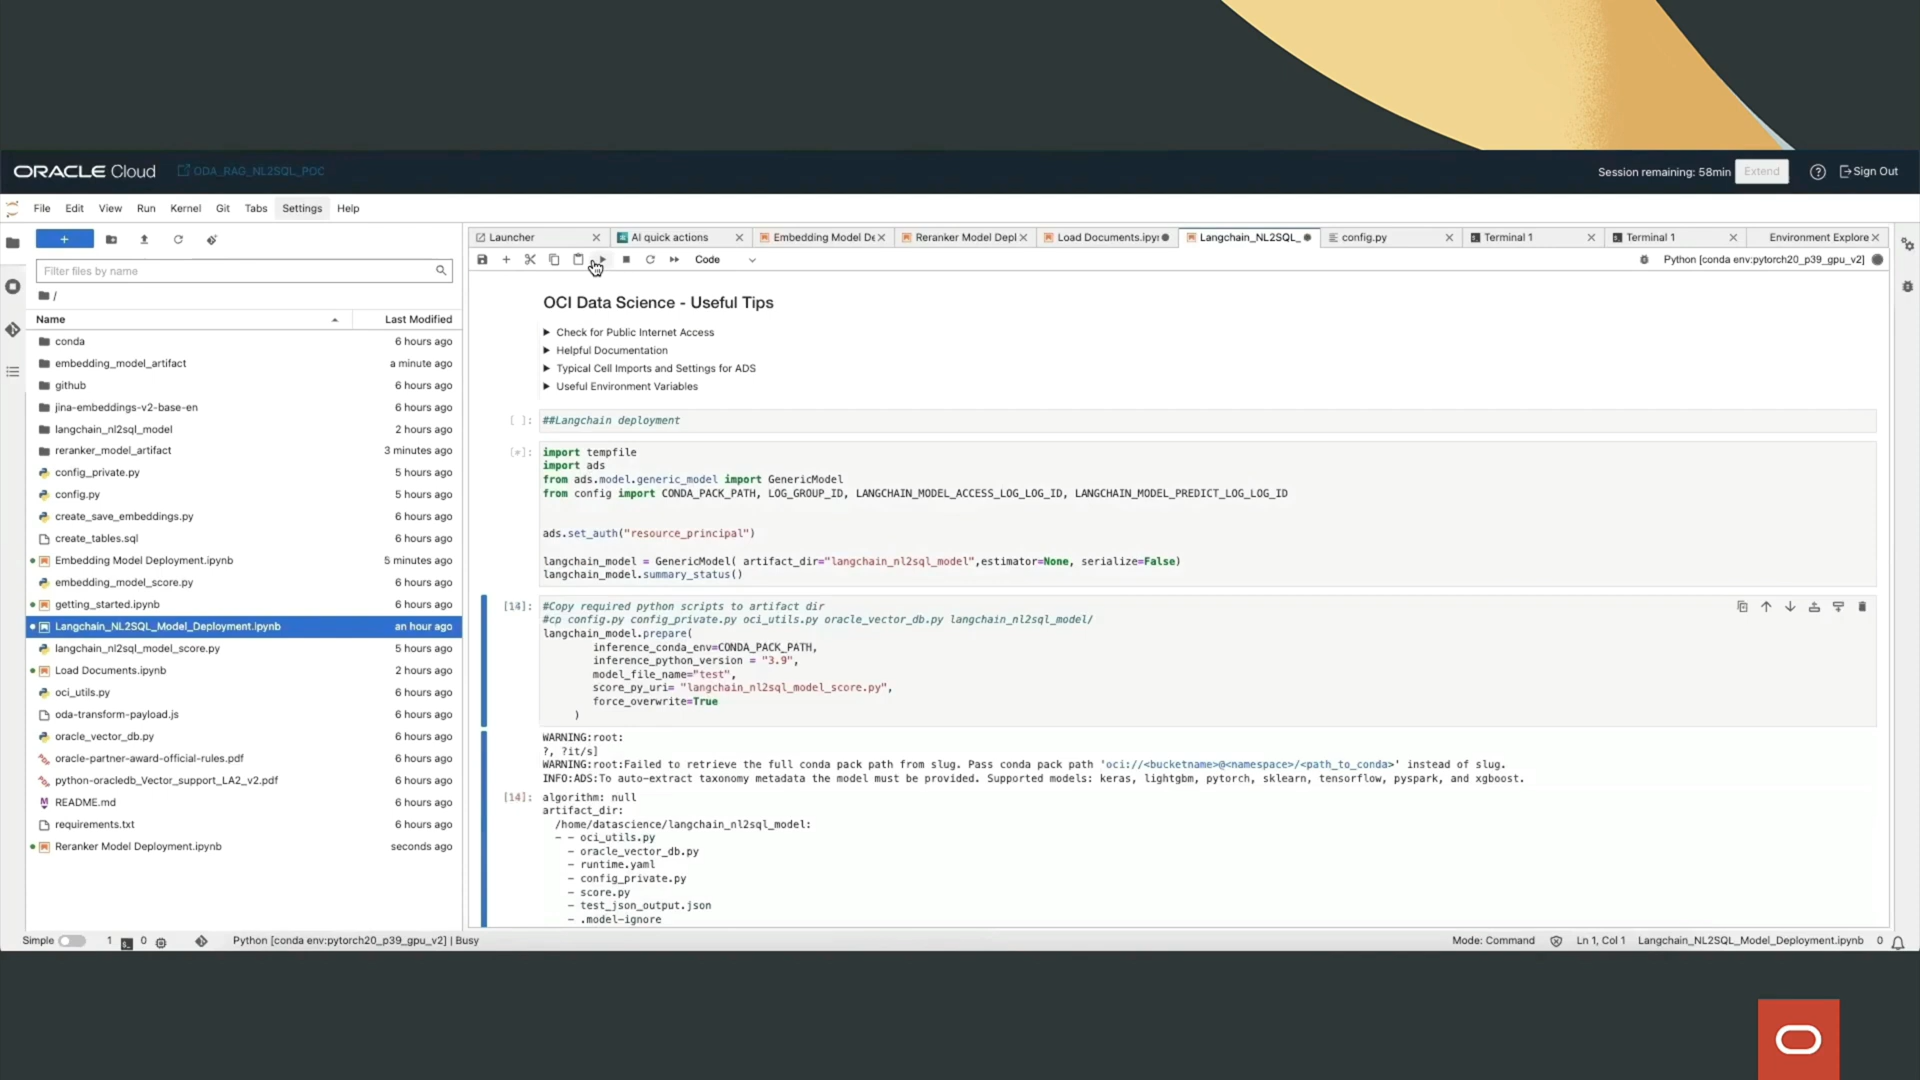 ORACLE Cloud
ODA_RAG_NL2SQL_POC
Session remaining: 58min
Extend
Sign Out
File Edit View Run Kernel Git Tabs Settings Help
Filter files by name
/
Name Last Modified
conda 6 hours ago
embedding_model_artifact a minute ago
github 6 hours ago
jina-embeddings-v2-base-en 6 hours ago
langchain_nl2sql_model 2 hours ago
reranker_model_artifact 3 minutes ago
config_private.py 5 hours ago
config.py 5 hours ago
create_save_embeddings.py 6 hours ago
create_tables.sql 6 hours ago
Embedding Model Deployment.ipynb 5 minutes ago
embedding_model_score.py 6 hours ago
getting_started.ipynb 6 hours ago
Langchain_NL2SQL_Model_Deployment.ipynb an hour ago
langchain_nl2sql_model_score.py 5 hours ago
Load Documents.ipynb 2 hours ago
oci_utils.py 6 hours ago
oda-transform-payload.js 6 hours ago
oracle_vector_db.py 6 hours ago
oracle-partner-award-official-rules.pdf 6 hours ago
python-oracledb_Vector_support_LA2_v2.pdf 6 hours ago
README.md 6 hours ago
requirements.txt 6 hours ago
Reranker Model Deployment.ipynb seconds ago
Launcher AI quick actions Embedding Model De Reranker Model Depl Load Documents.ipyn Langchain_NL2SQL_ config.py Terminal 1 Terminal 1 Environment Explore
Code
Python [conda env:pytorch20_p39_gpu_v2]
OCI Data Science - Useful Tips
Check for Public Internet Access
Helpful Documentation
Typical Cell Imports and Settings for ADS
Useful Environment Variables
[ ]: ##Langchain deployment
[*]: import tempfile
import ads
from ads.model.generic_model import GenericModel
from config import CONDA_PACK_PATH, LOG_GROUP_ID, LANGCHAIN_MODEL_ACCESS_LOG_LOG_ID, LANGCHAIN_MODEL_PREDICT_LOG_LOG_ID
ads.set_auth("resource_principal")
langchain_model = GenericModel( artifact_dir="langchain_nl2sql_model",estimator=None, serialize=False)
langchain_model.summary_status()
[14]: #Copy required python scripts to artifact dir
#cp config.py config_private.py oci_utils.py oracle_vector_db.py langchain_nl2sql_model/
langchain_model.prepare(
inference_conda_env=CONDA_PACK_PATH,
inference_python_version = "3.9",
model_file_name="test",
score_py_uri= "langchain_nl2sql_model_score.py",
force_overwrite=True
)
WARNING:root:
?, ?it/s]
WARNING:root:Failed to retrieve the full conda pack path from slug. Pass conda pack path 'oci://<bucketname>@<namespace>/<path_to_conda>' instead of slug.
INFO:ADS:To auto-extract taxonomy metadata the model must be provided. Supported models: keras, lightgbm, pytorch, sklearn, tensorflow, pyspark, and xgboost.
[14]: algorithm: null
artifact_dir:
/home/datascience/langchain_nl2sql_model:
- - oci_utils.py
- oracle_vector_db.py
- runtime.yaml
- config_private.py
- score.py
- test_json_output.json
- .model-ignore
Simple 1 0 Python [conda env:pytorch20_p39_gpu_v2] | Busy
Mode: Command Ln 1, Col 1 Langchain_NL2SQL_Model_Deployment.ipynb 0